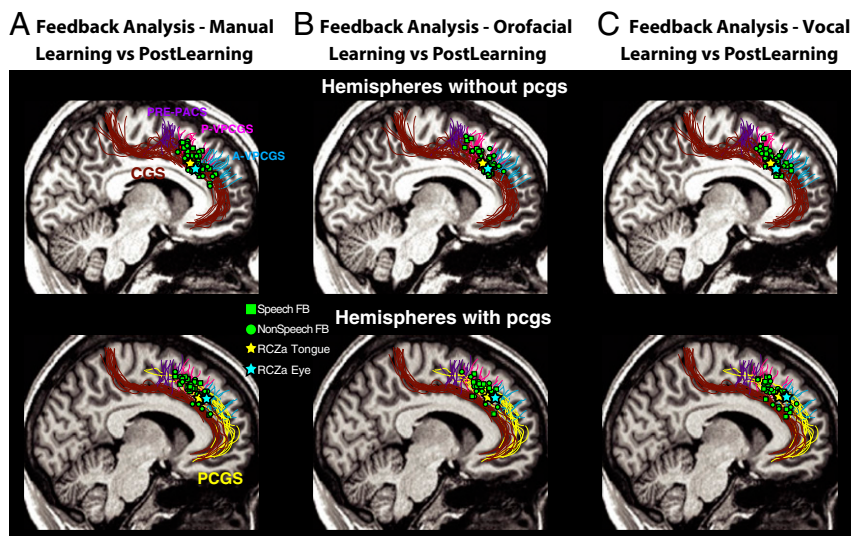 A Feedback Analysis - Manual
Learning vs PostLearning
B Feedback Analysis - Orofacial
Learning vs PostLearning
C Feedback Analysis - Vocal
Learning vs PostLearning
Hemispheres without pcgs
PRE-PACS
P-VPCGS
A-VPCGS
CGS
Speech FB
NonSpeech FB
RCZa Tongue
RCZa Eye
Hemispheres with pcgs
PCGS